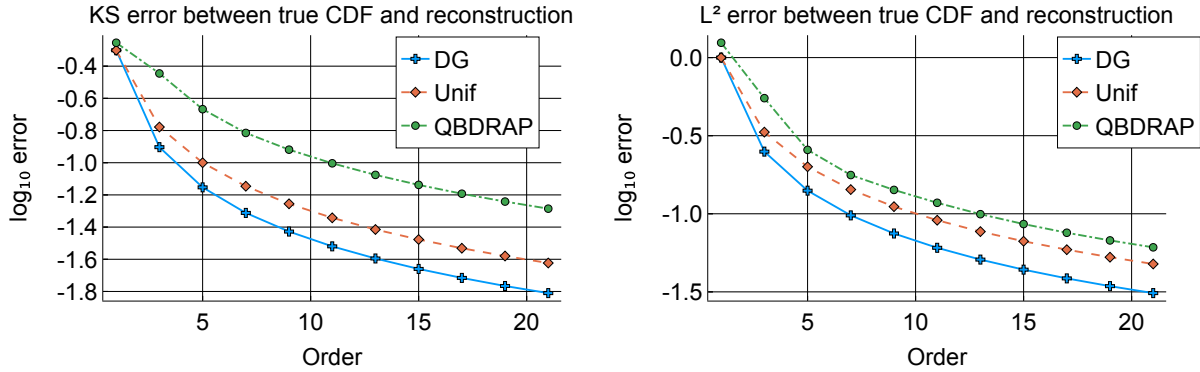 KS error between true CDF and reconstruction
log₁₀ error
-0.4
-0.6
-0.8
-1.0
-1.2
-1.4
-1.6
-1.8
DG
Unif
QBDRAP
5
10
15
20
Order
L² error between true CDF and reconstruction
log₁₀ error
0.0
-0.5
-1.0
-1.5
DG
Unif
QBDRAP
5
10
15
20
Order